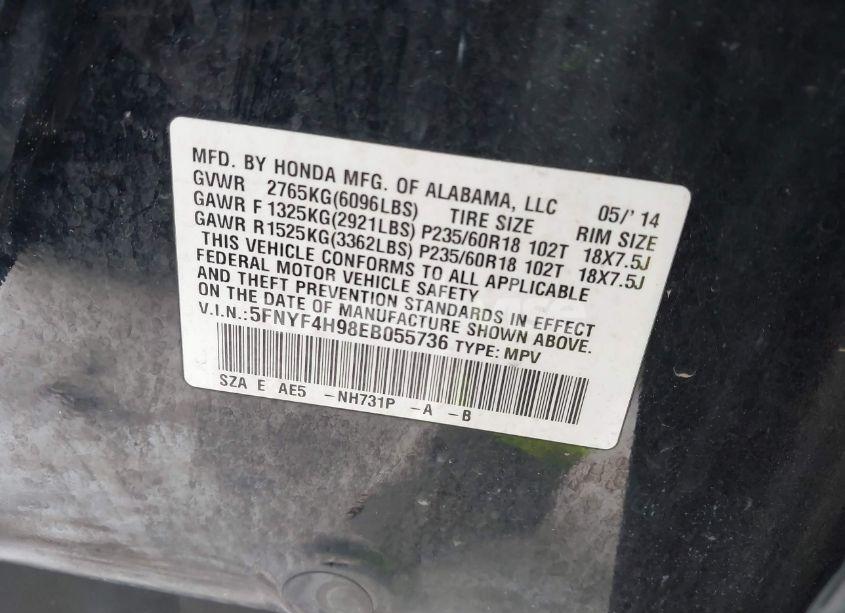 MFD. BY HONDA MFG. OF ALABAMA, LLC 05/' 14
GVWR 2765KG(6096LBS) TIRE SIZE RIM SIZE
GAWR F 1325KG(2921LBS) P235/60R18 102T 18X7.5J
GAWR R1525KG(3362LBS) P235/60R18 102T 18X7.5J
THIS VEHICLE CONFORMS TO ALL APPLICABLE
FEDERAL MOTOR VEHICLE SAFETY
AND THEFT PREVENTION STANDARDS IN EFFECT
ON THE DATE OF MANUFACTURE SHOWN ABOVE.
V.I.N.:5FNYF4H98EB055736 TYPE: MPV
SZA E AE5 -NH731P -A -B